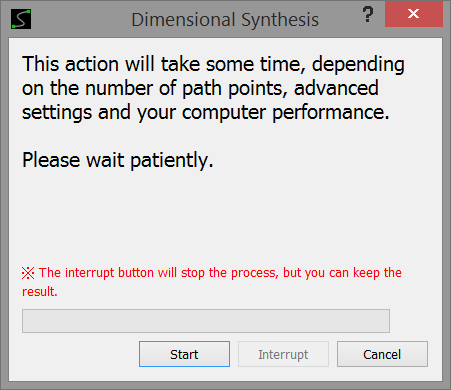 Dimensional Synthesis
?
This action will take some time, depending
on the number of path points, advanced
settings and your computer performance.
Please wait patiently.
※ The interrupt button will stop the process, but you can keep the
result.
Start
Interrupt
Cancel